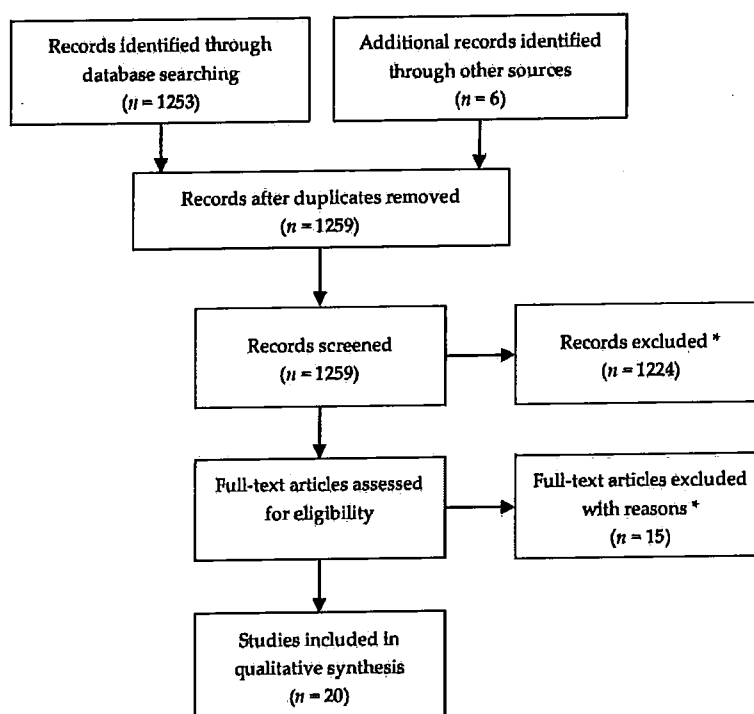 Records identified through
database searching
(n = 1253)
Additional records identified
through other sources
(n = 6)
Records after duplicates removed
(n = 1259)
Records screened
(n = 1259)
Records excluded *
(n = 1224)
Full-text articles assessed
for eligibility
Full-text articles excluded
with reasons *
(n = 15)
Studies included in
qualitative synthesis
(n = 20)